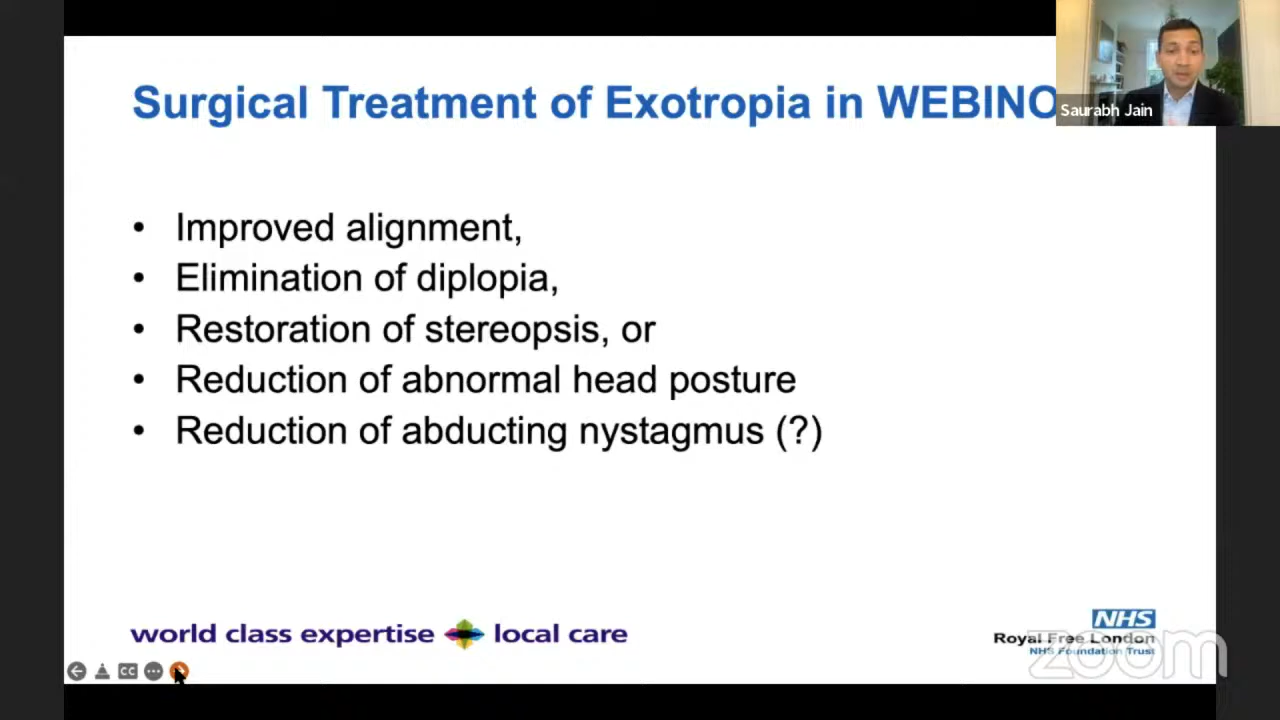 Surgical Treatment of Exotropia in WEBINO
Saurabh Jain
• Improved alignment,
• Elimination of diplopia,
• Restoration of stereopsis, or
• Reduction of abnormal head posture
• Reduction of abducting nystagmus (?)
world class expertise local care
NHS
Royal Free London
NHS Foundation Trust
zoom
CC